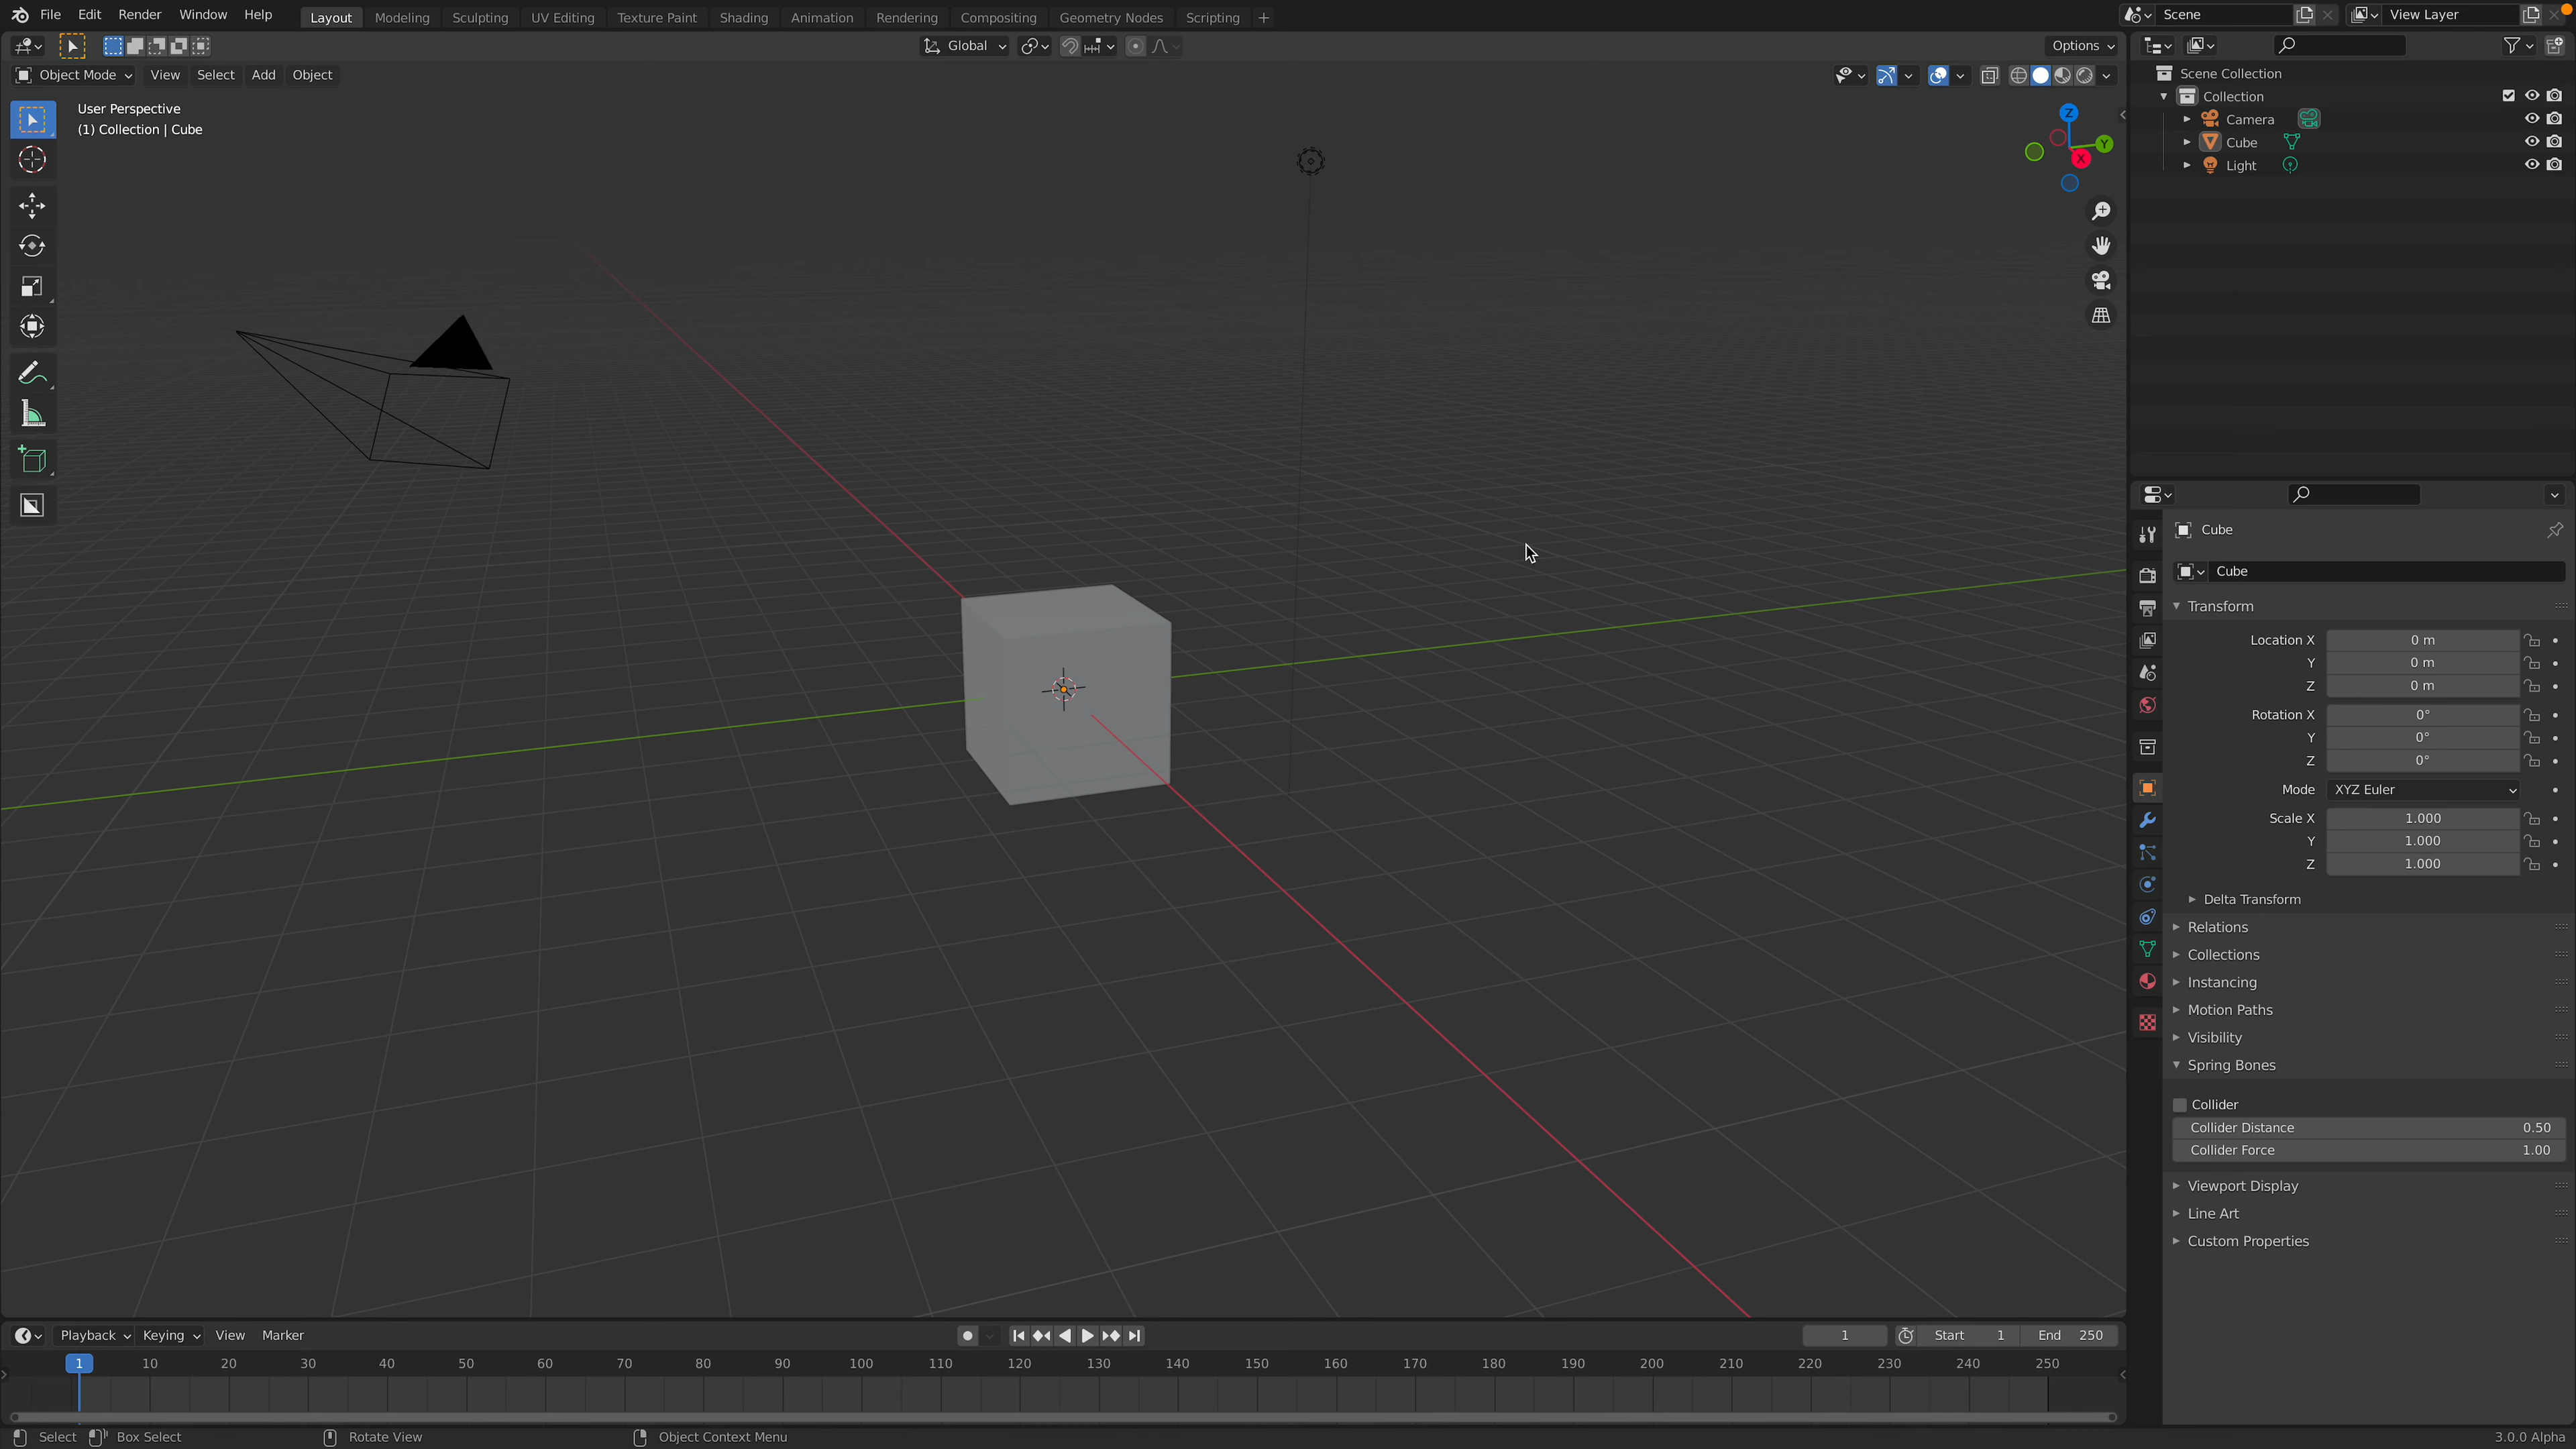 File Edit Render Window Help Layout Modeling Sculpting UV Editing Texture Paint Shading Animation Rendering Compositing Geometry Nodes Scripting + Scene View Layer
Global Options
Object Mode View Select Add Object
User Perspective
(1) Collection | Cube
Z
Y
X
Scene Collection
Collection
Camera
Cube
Light
Cube
Cube
Transform
Location X 0 m
Y 0 m
Z 0 m
Rotation X 0°
Y 0°
Z 0°
Mode XYZ Euler
Scale X 1.000
Y 1.000
Z 1.000
Delta Transform
Relations
Collections
Instancing
Motion Paths
Visibility
Spring Bones
Collider
Collider Distance 0.50
Collider Force 1.00
Viewport Display
Line Art
Custom Properties
Playback Keying View Marker 1 Start 1 End 250
1 10 20 30 40 50 60 70 80 90 100 110 120 130 140 150 160 170 180 190 200 210 220 230 240 250
Select Box Select Rotate View Object Context Menu 3.0.0 Alpha